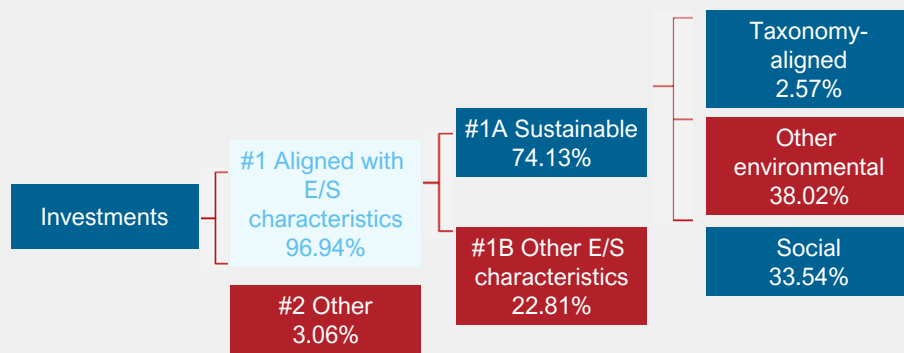 Investments
#1 Aligned with
E/S
characteristics
96.94%
#2 Other
3.06%
#1A Sustainable
74.13%
#1B Other E/S
characteristics
22.81%
Taxonomy-
aligned
2.57%
Other
environmental
38.02%
Social
33.54%